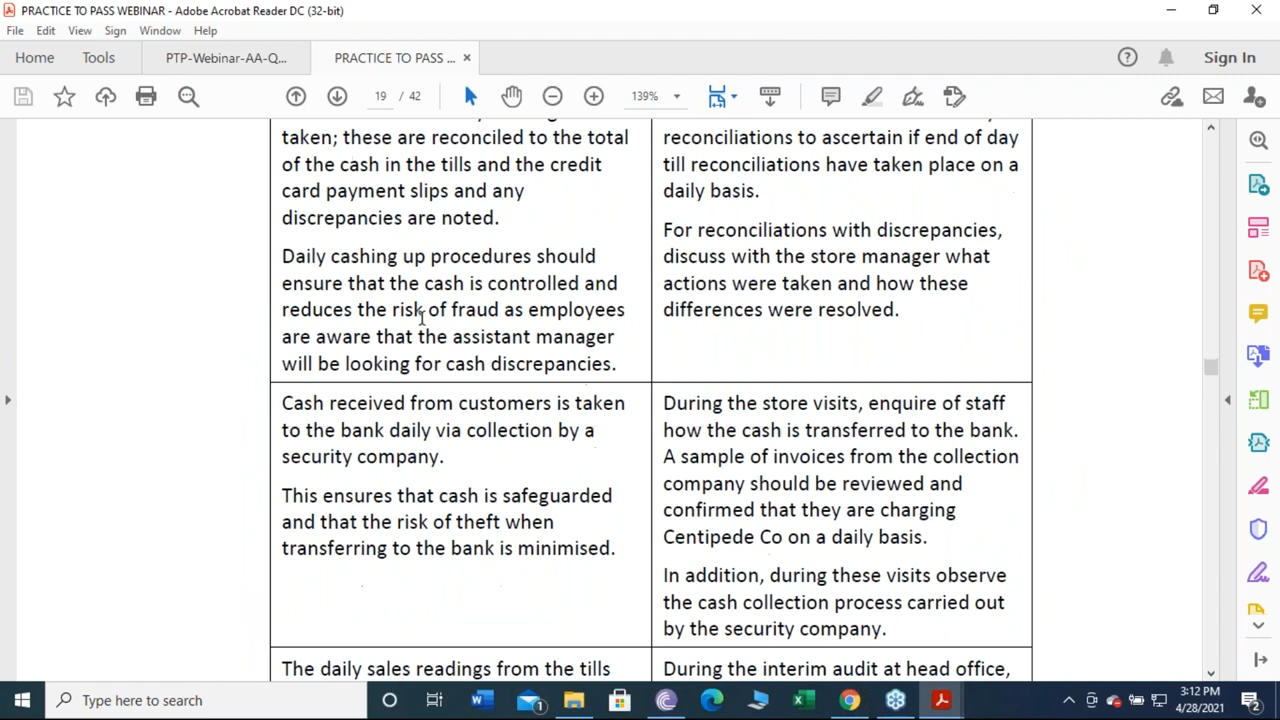 PRACTICE TO PASS WEBINAR - Adobe Acrobat Reader DC (32-bit)
File Edit View Sign Window Help
Home Tools PTP-Webinar-AA-Q... PRACTICE TO PASS ... × Sign In
19 / 42 139%
taken; these are reconciled to the total
of the cash in the tills and the credit
card payment slips and any
discrepancies are noted.
Daily cashing up procedures should
ensure that the cash is controlled and
reduces the risk of fraud as employees
are aware that the assistant manager
will be looking for cash discrepancies.
reconciliations to ascertain if end of day
till reconciliations have taken place on a
daily basis.
For reconciliations with discrepancies,
discuss with the store manager what
actions were taken and how these
differences were resolved.
Cash received from customers is taken
to the bank daily via collection by a
security company.
This ensures that cash is safeguarded
and that the risk of theft when
transferring to the bank is minimised.
During the store visits, enquire of staff
how the cash is transferred to the bank.
A sample of invoices from the collection
company should be reviewed and
confirmed that they are charging
Centipede Co on a daily basis.
In addition, during these visits observe
the cash collection process carried out
by the security company.
The daily sales readings from the tills
During the interim audit at head office,
Type here to search
3:12 PM
4/28/2021